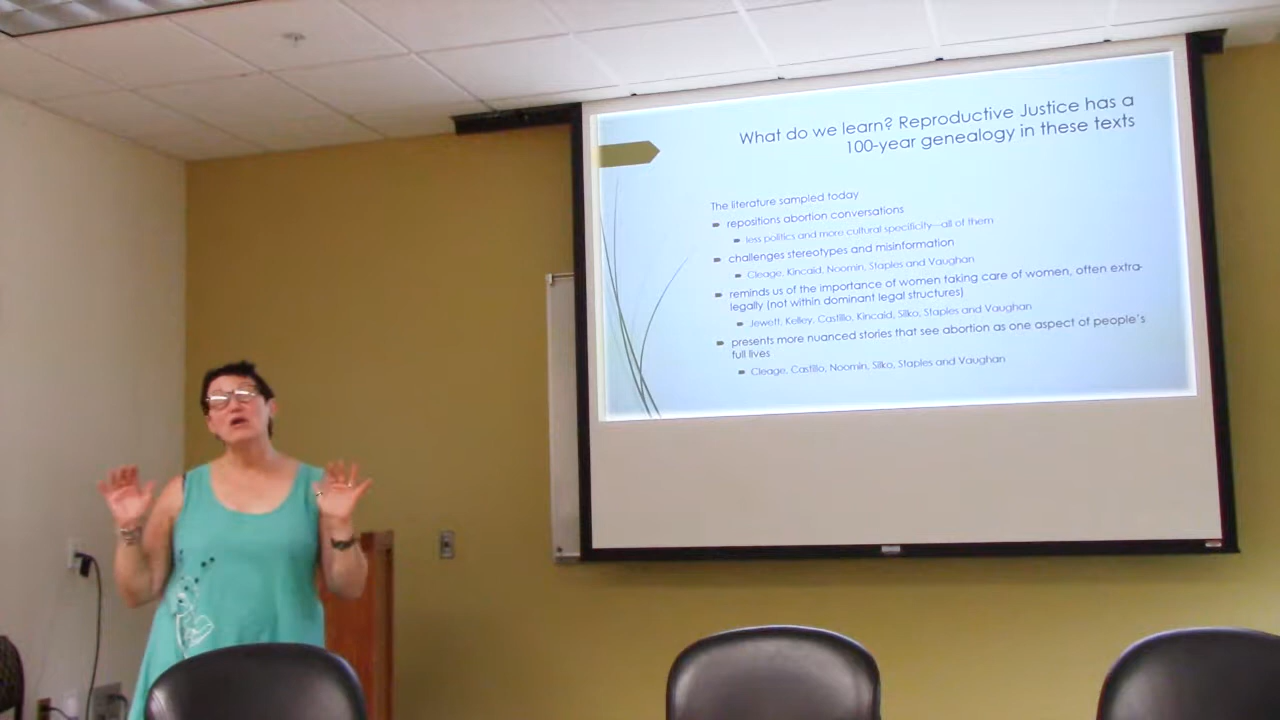 What do we learn? Reproductive Justice has a
100-year genealogy in these texts
The literature sampled today
repositions abortion conversations
less politics and more cultural specificity—all of them
challenges stereotypes and misinformation
Cleage, Kincaid, Noomin, Staples and Vaughan
reminds us of the importance of women taking care of women, often extra-
legally (not within dominant legal structures)
Jewett, Kelley, Castillo, Kincaid, Silko, Staples and Vaughan
presents more nuanced stories that see abortion as one aspect of people's
full lives
Cleage, Castillo, Noomin, Silko, Staples and Vaughan